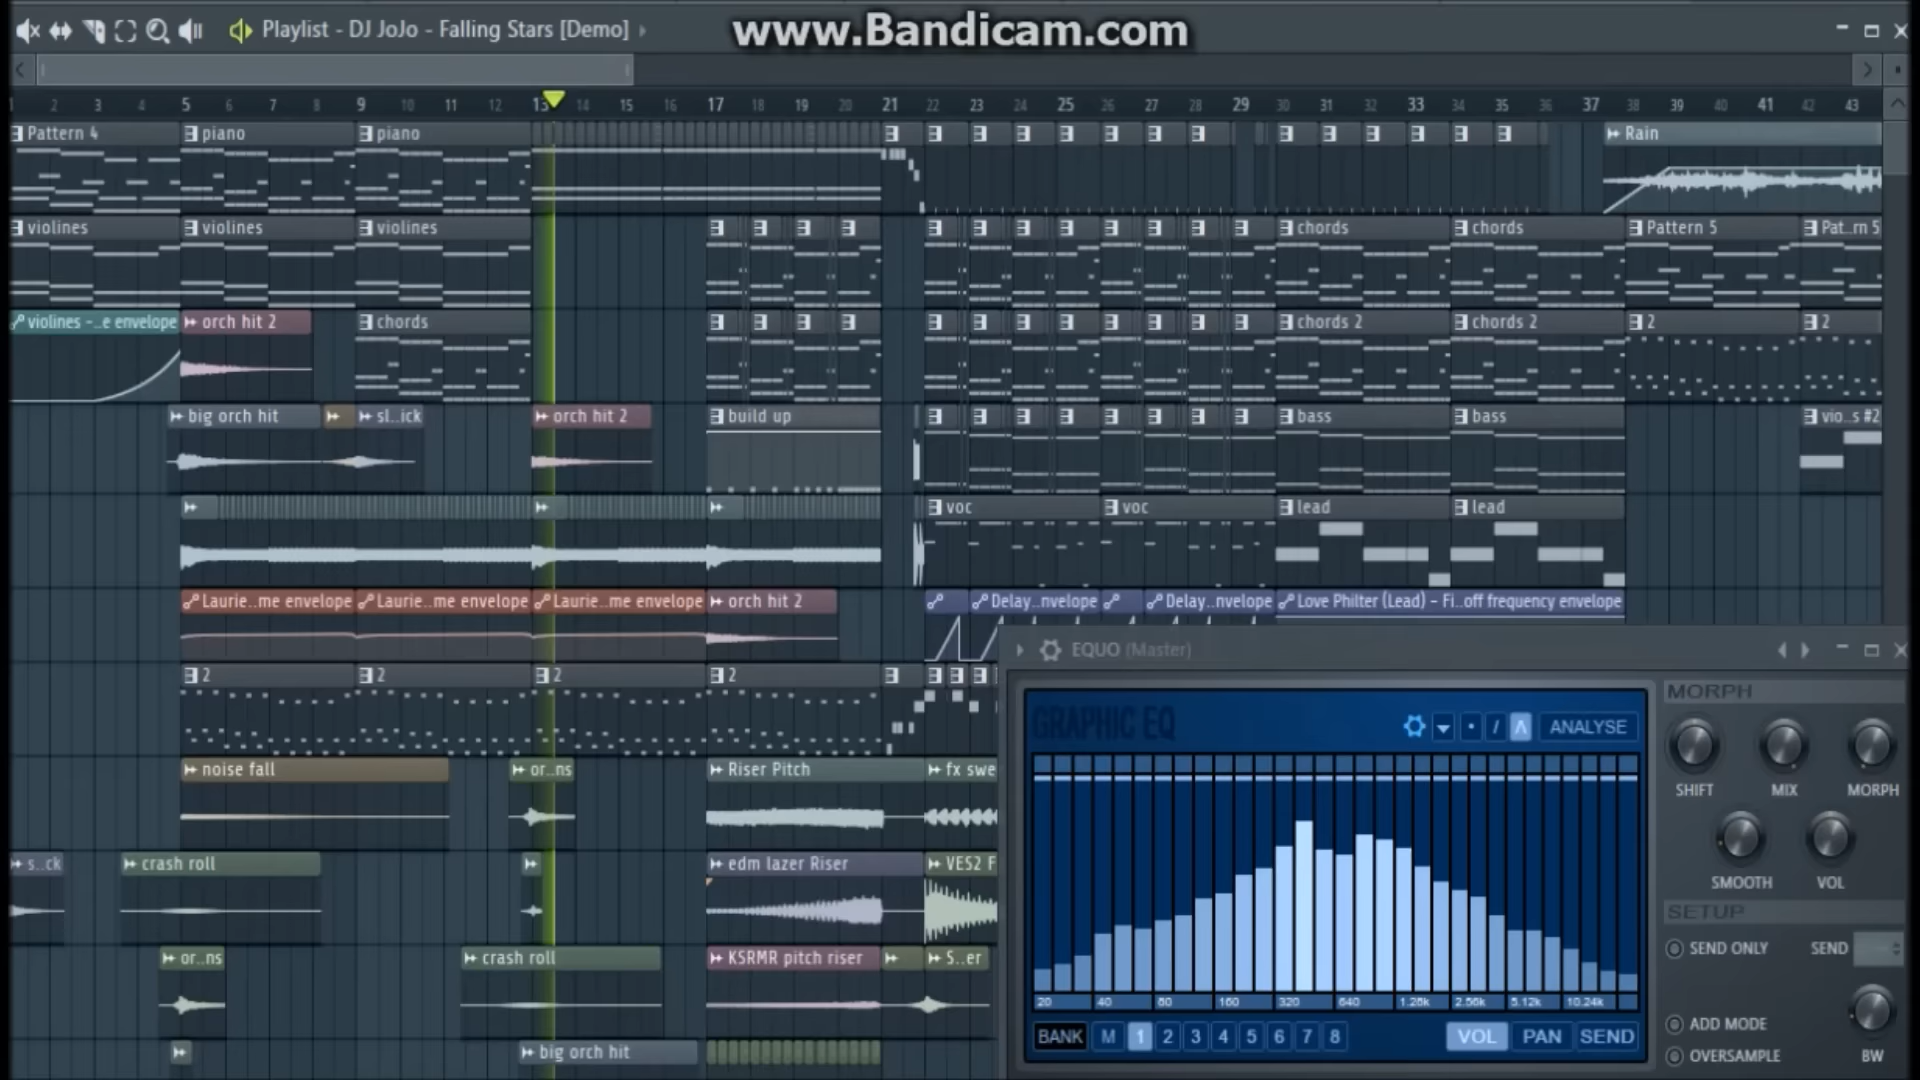 Playlist - DJ JoJo - Falling Stars [Demo]
www.Bandicam.com
1 2 3 4 5 6 7 8 9 10 11 12 13 14 15 16 17 18 19 20 21 22 23 24 25 26 27 28 29 30 31 32 33 34 35 36 37 38 39 40 41 42 43
Pattern 4 piano piano Rain
violines violines violines chords chords Pattern 5 Pat..rn 5
violines -..e envelope orch hit 2 chords chords 2 chords 2 2 2
big orch hit sl..ick orch hit 2 build up bass bass vio..s #2
voc voc lead lead
Laurie..me envelope Laurie..me envelope Laurie..me envelope orch hit 2 Delay..nvelope Delay..nvelope Love Philter (Lead) - Fi..off frequency envelope
EQUO (Master)
2 2 2 2
noise fall or..ns Riser Pitch fx swe
s..ck crash roll edm lazer Riser VES2 F
or..ns crash roll KSRMR pitch riser S..er
big orch hit
GRAPHIC EQ
ANALYSE
20 40 80 160 320 640 1.28k 2.56k 5.12k 10.24k
BANK M 1 2 3 4 5 6 7 8 VOL PAN SEND
MORPH
SHIFT MIX MORPH
SMOOTH VOL
SETUP
SEND ONLY SEND
ADD MODE
OVERSAMPLE BW